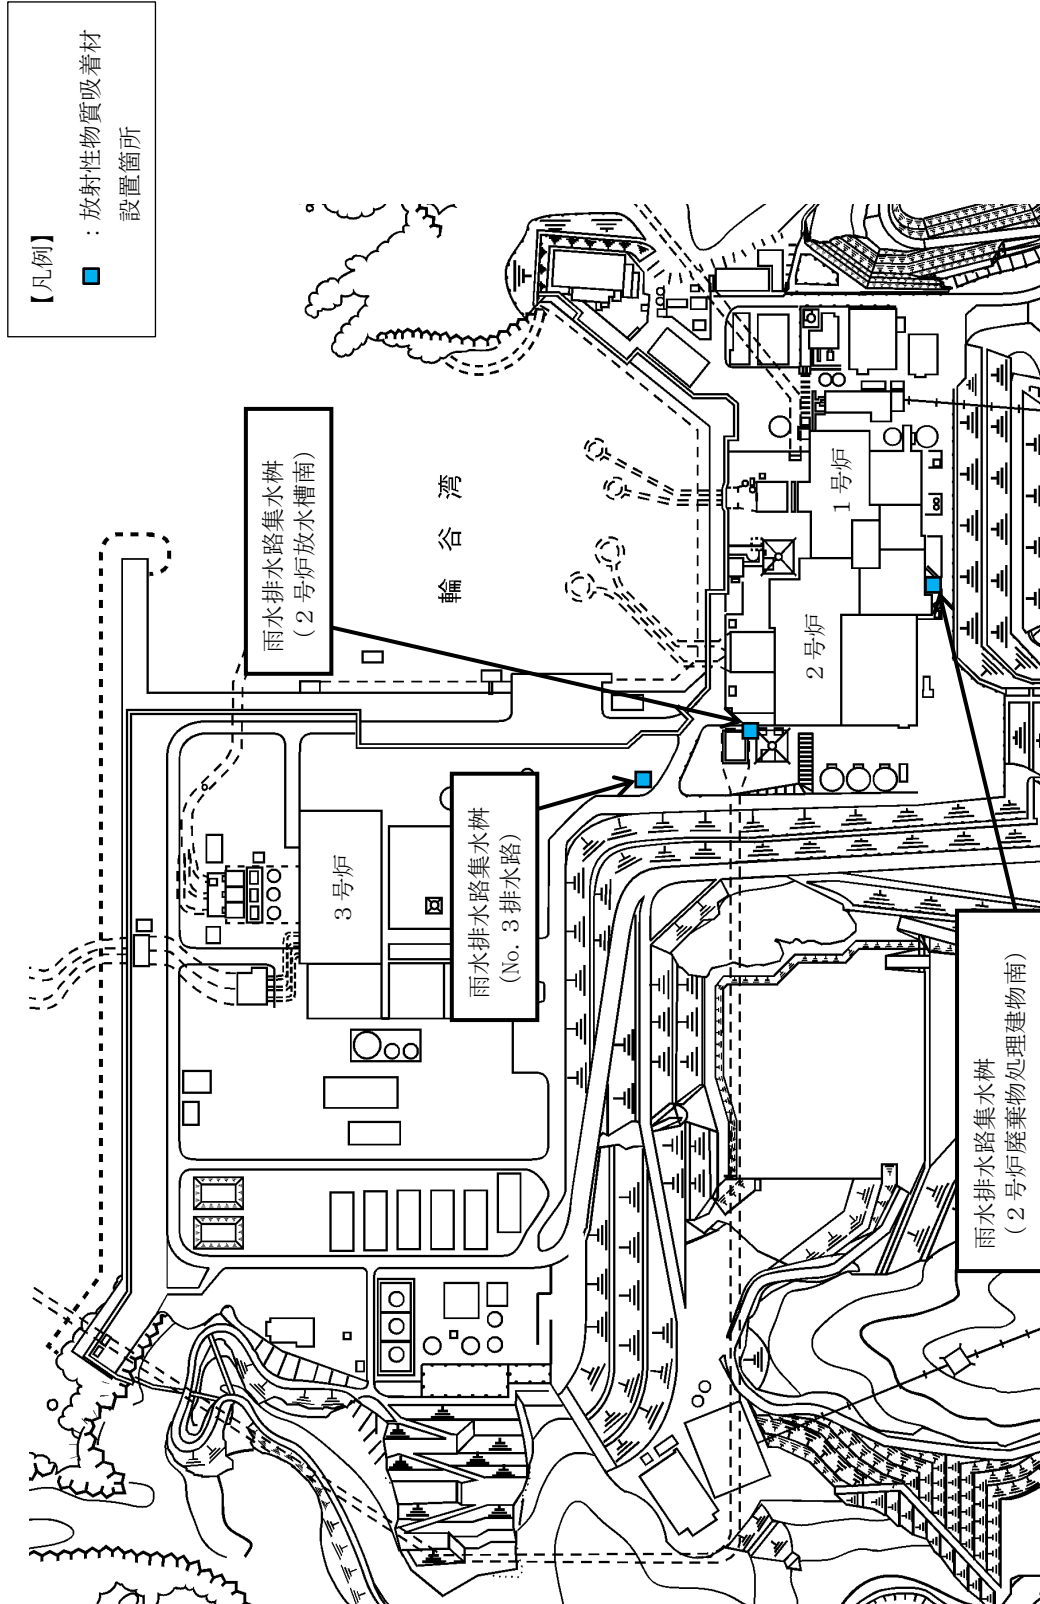 【凡例】
：放射性物質吸着材
設置箇所
雨水排水路集水桝
（２号炉放水槽南）
輪谷湾
雨水排水路集水桝
（No. ３排水路）
３号炉
２号炉
１号炉
雨水排水路集水桝
（２号炉廃棄物処理建物南）